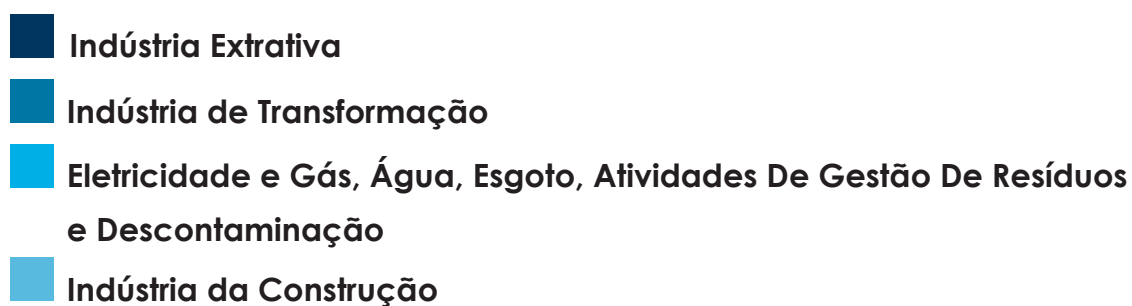 Indústria Extrativa
Indústria de Transformação
Eletricidade e Gás, Água, Esgoto, Atividades De Gestão De Resíduos
e Descontaminação
Indústria da Construção